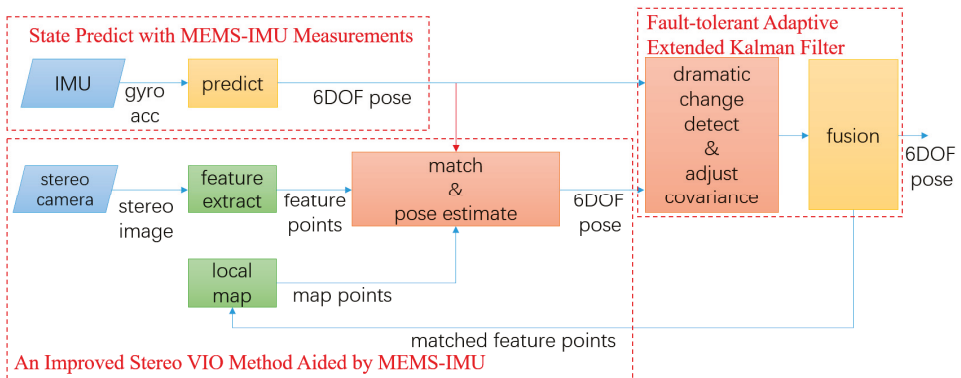 State Predict with MEMS-IMU Measurements
IMU
gyro
acc
predict
6DOF pose
Fault-tolerant Adaptive
Extended Kalman Filter
dramatic
change
detect
&
adjust
covariance
fusion
6DOF
pose
stereo
camera
stereo
image
feature
extract
feature
points
match
&
pose estimate
6DOF
pose
local
map
map points
matched feature points
An Improved Stereo VIO Method Aided by MEMS-IMU